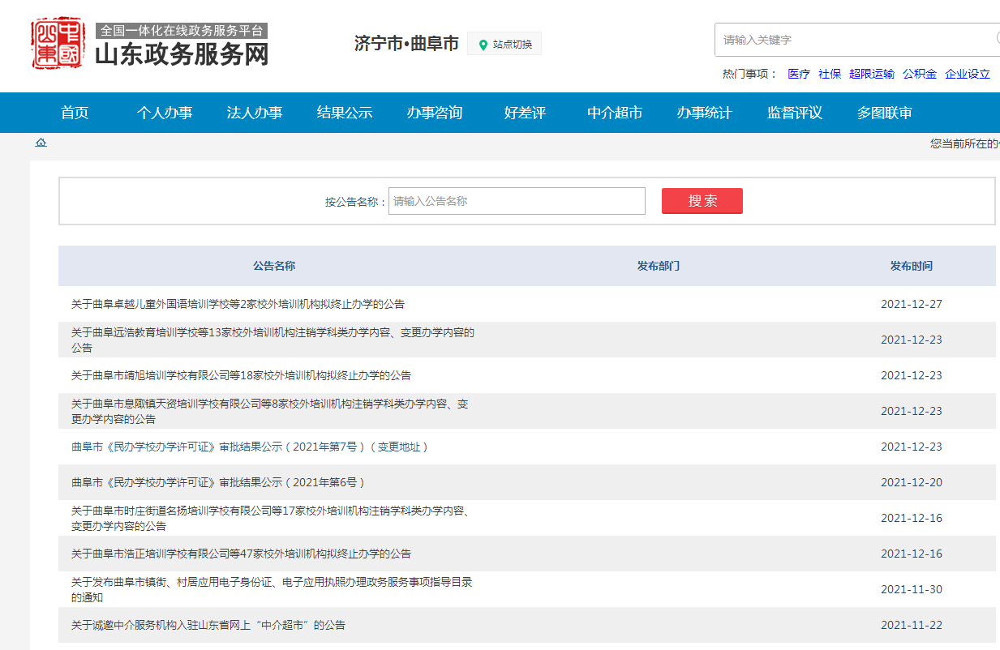 全国一体化在线政务服务平台
山东政务服务网
济宁市·曲阜市
站点切换
请输入关键字
热门事项： 医疗 社保 超限运输 公积金 企业设立
首页 个人办事 法人办事 结果公示 办事咨询 好差评 中介超市 办事统计 监督评议 多图联审
您当前所在的
按公告名称：
请输入公告名称
搜 索
公告名称 发布部门 发布时间
关于曲阜卓越儿童外国语培训学校等2家校外培训机构拟终止办学的公告 2021-12-27
关于曲阜远浩教育培训学校等13家校外培训机构注销学科类办学内容、变更办学内容的
公告
2021-12-23
关于曲阜市靖旭培训学校有限公司等18家校外培训机构拟终止办学的公告 2021-12-23
关于曲阜市息陬镇天资培训学校有限公司等8家校外培训机构注销学科类办学内容、变
更办学内容的公告
2021-12-23
曲阜市《民办学校办学许可证》审批结果公示（2021年第7号）（变更地址） 2021-12-23
曲阜市《民办学校办学许可证》审批结果公示（2021年第6号） 2021-12-20
关于曲阜市时庄街道名扬培训学校有限公司等17家校外培训机构注销学科类办学内容、
变更办学内容的公告
2021-12-16
关于曲阜市浩正培训学校有限公司等47家校外培训机构拟终止办学的公告 2021-12-16
关于发布曲阜市镇街、村居应用电子身份证、电子应用执照办理政务服务事项指导目录
的通知
2021-11-30
关于诚邀中介服务机构入驻山东省网上“中介超市”的公告 2021-11-22